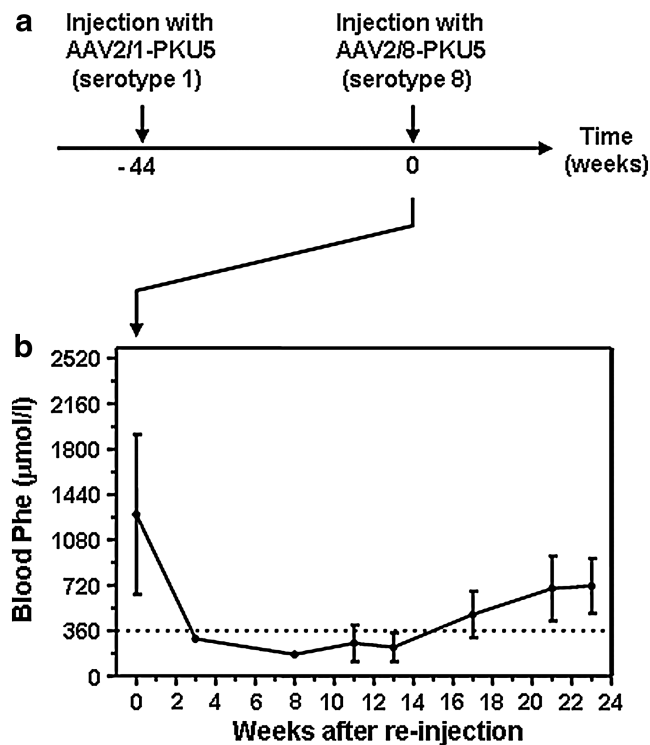 a
Injection with
AAV2/1-PKU5
(serotype 1)
Injection with
AAV2/8-PKU5
(serotype 8)
Time
(weeks)
- 44
0
b
Blood Phe (μmol/l)
2520
2160
1800
1440
1080
720
360
0
0 2 4 6 8 10 12 14 16 18 20 22 24
Weeks after re-injection